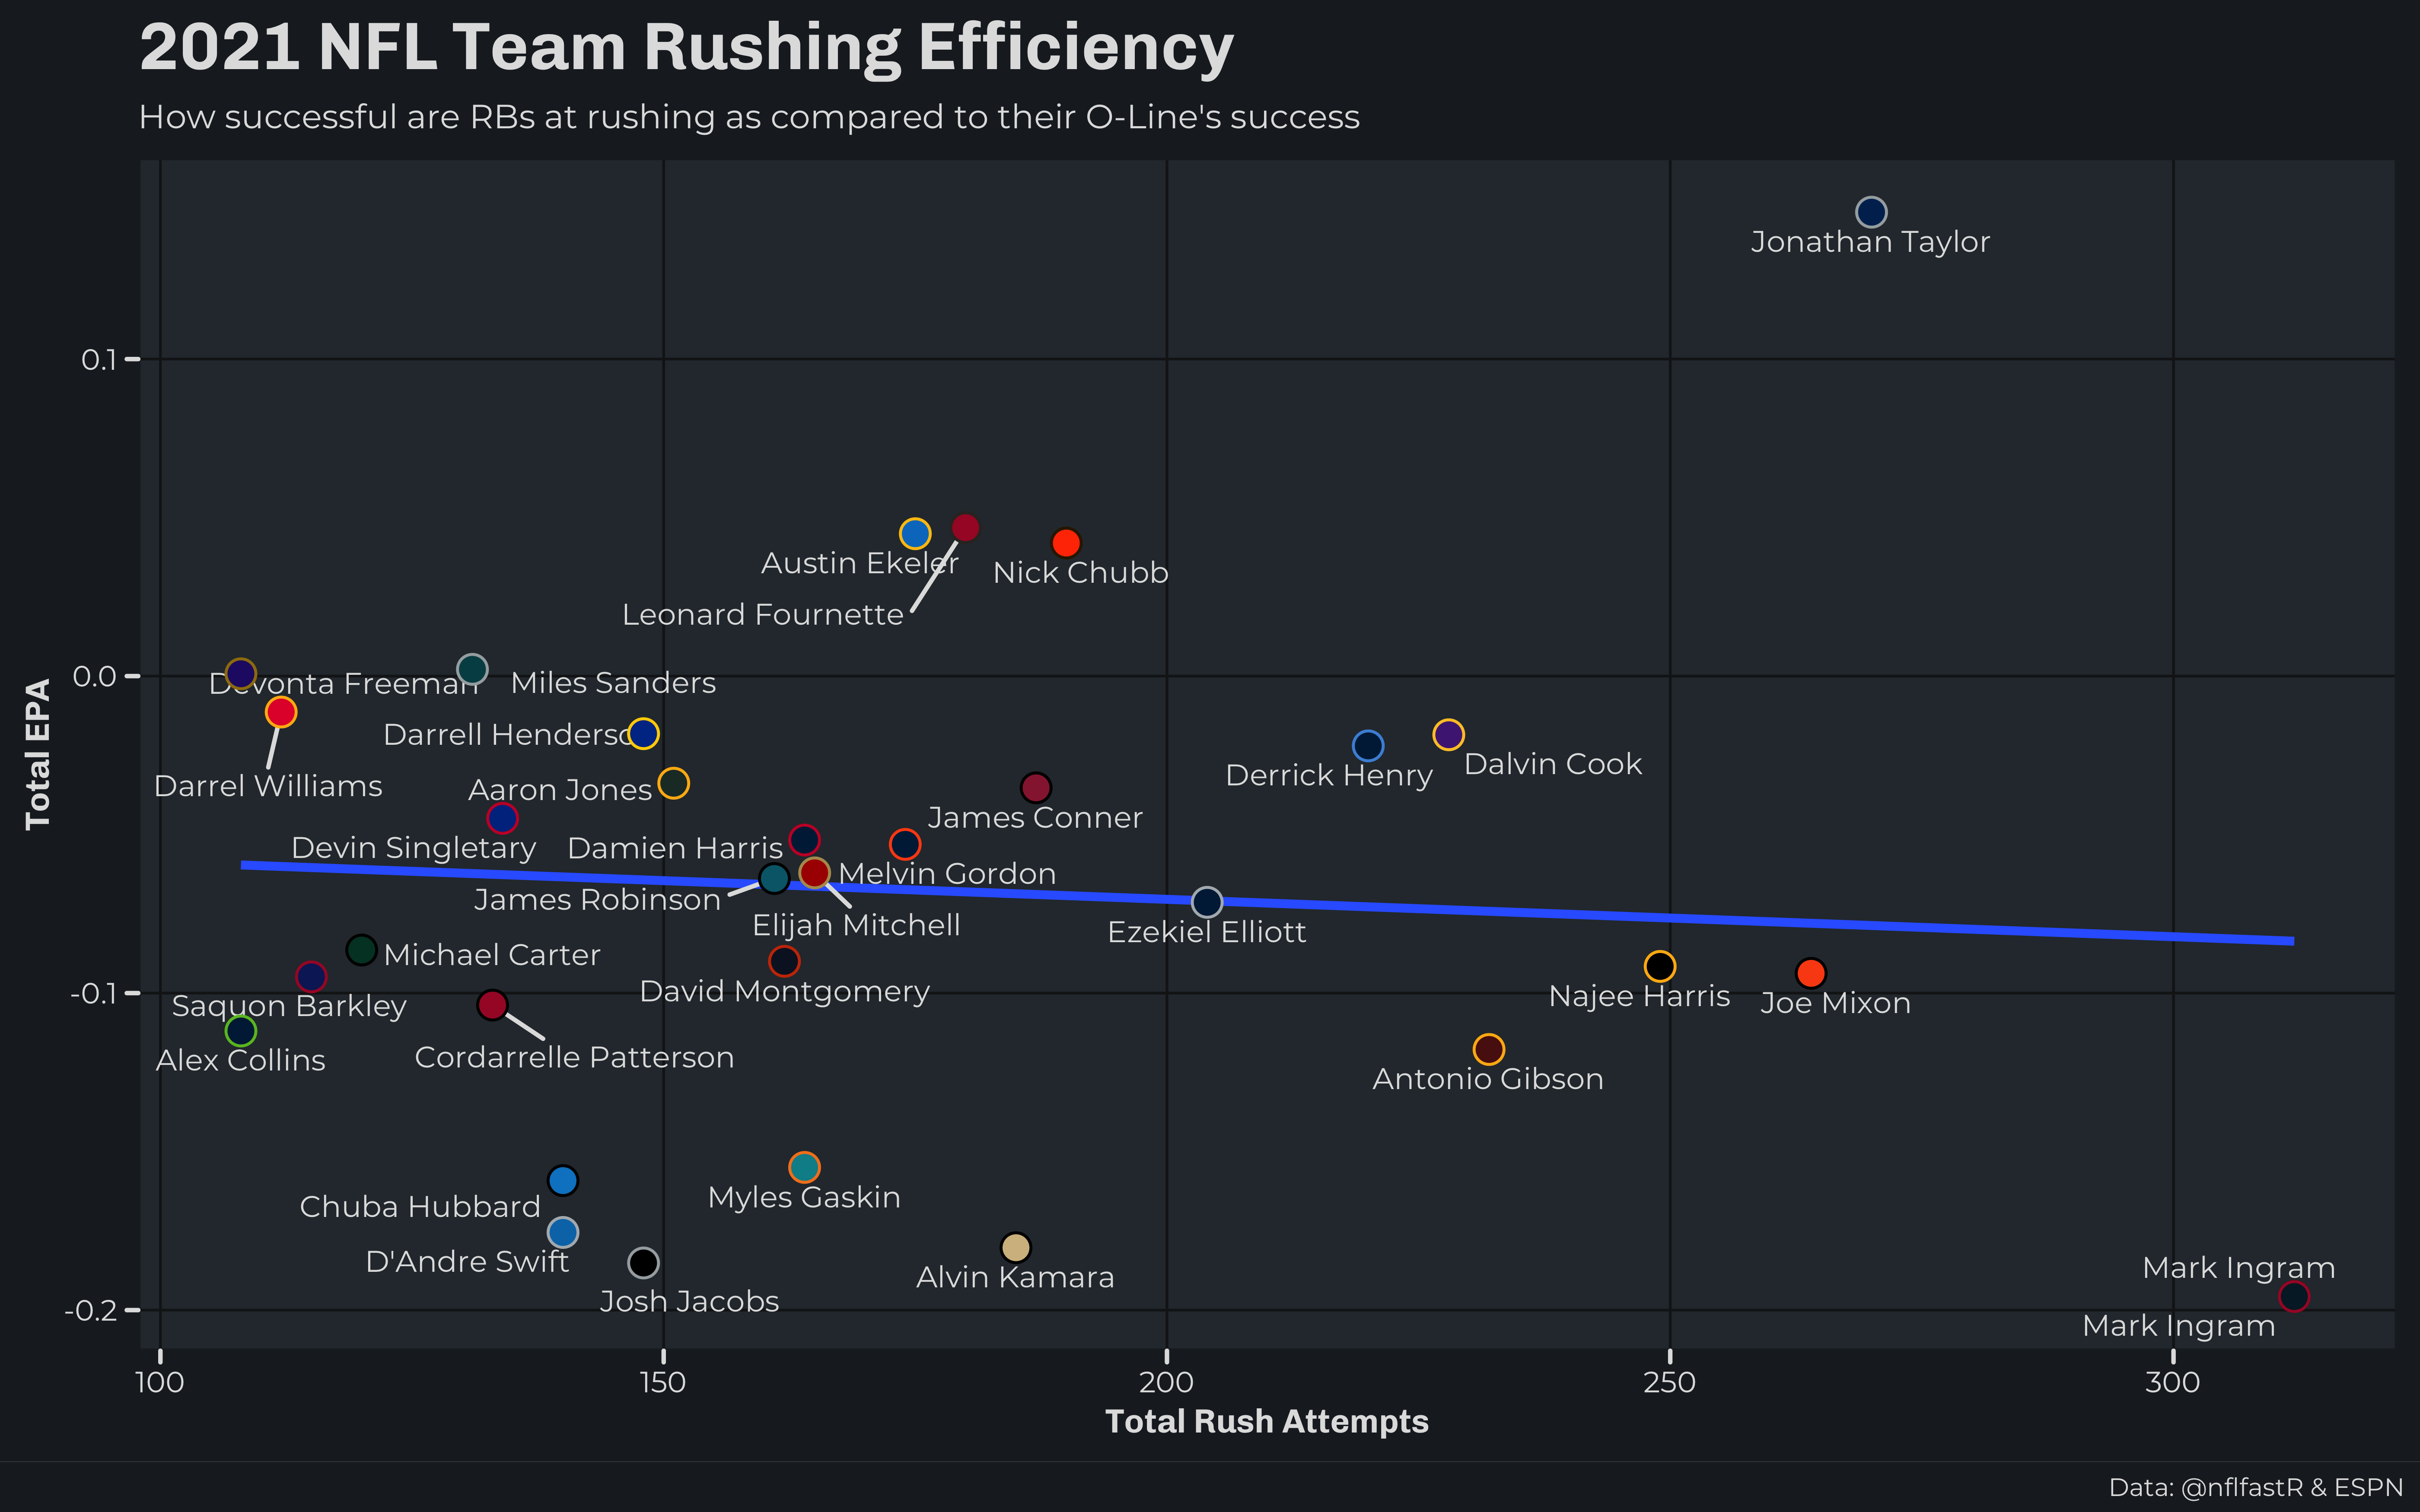 2021 NFL Team Rushing Efficiency
How successful are RBs at rushing as compared to their O-Line's success
Total EPA
0.1
0.0
-0.1
-0.2
Jonathan Taylor
Austin Ekeler
Nick Chubb
Leonard Fournette
Devonta Freeman
Miles Sanders
Darrell Henderso
Dalvin Cook
Derrick Henry
Darrel Williams
Aaron Jones
James Conner
Devin Singletary
Damien Harris
Melvin Gordon
James Robinson
Elijah Mitchell
Ezekiel Elliott
Michael Carter
David Montgomery
Najee Harris
Joe Mixon
Saquon Barkley
Cordarrelle Patterson
Alex Collins
Antonio Gibson
Myles Gaskin
Chuba Hubbard
D'Andre Swift
Mark Ingram
Alvin Kamara
Josh Jacobs
Mark Ingram
100
150
200
250
300
Total Rush Attempts
Data: @nflfastR & ESPN